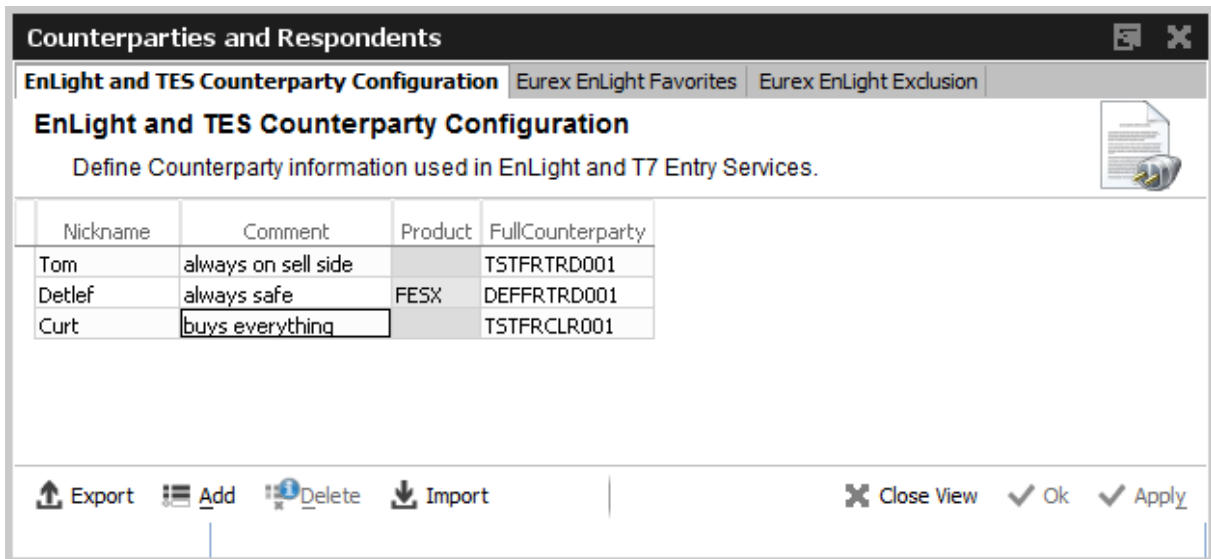 Counterparties and Respondents
EnLight and TES Counterparty Configuration Eurex EnLight Favorites Eurex EnLight Exclusion
EnLight and TES Counterparty Configuration
Define Counterparty information used in EnLight and T7 Entry Services.
Nickname Comment Product FullCounterparty
Tom always on sell side TSTFRTRD001
Detlef always safe FESX DEFFRTRD001
Curt buys everything TSTFRCLR001
Export Add Delete Import Close View Ok Apply